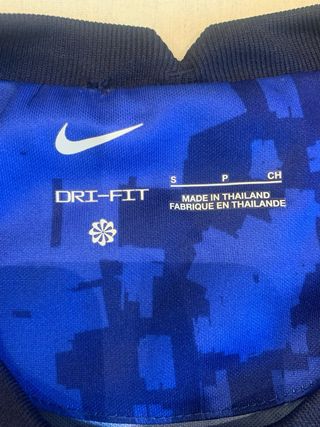 DRI-FIT
S P CH
MADE IN THAILAND
FABRIQUE EN THAILANDE